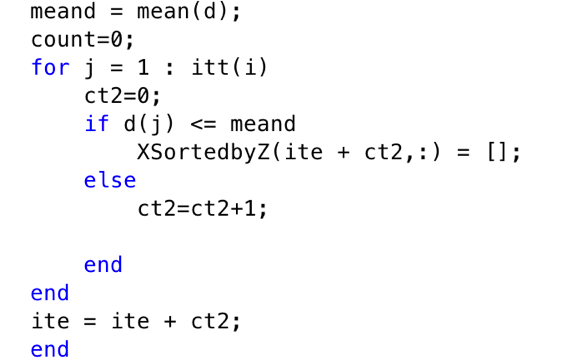 meand = mean(d);
count=0;
for j = 1 : itt(i)
    ct2=0;
    if d(j) <= meand
        XSortedbyZ(ite + ct2,:) = [];
    else
        ct2=ct2+1;
    end
end
ite = ite + ct2;
end